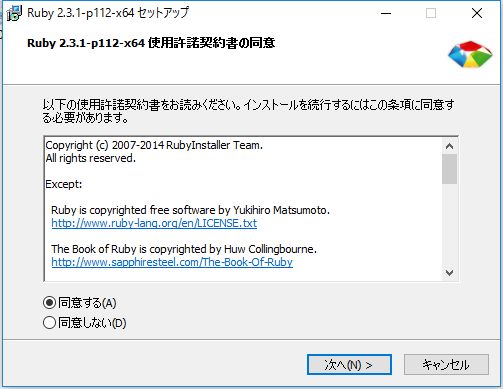 Ruby 2.3.1-p112-x64 セットアップ
Ruby 2.3.1-p112-x64 使用許諾契約書の同意
以下の使用許諾契約書をお読みください。インストールを続行するにはこの条項に同意す
る必要があります。
Copyright (c) 2007-2014 RubyInstaller Team.
All rights reserved.
Except:
Ruby is copyrighted free software by Yukihiro Matsumoto.
http://www.ruby-lang.org/en/LICENSE.txt
The Book of Ruby is copyrighted by Huw Collingbourne.
http://www.sapphiresteel.com/The-Book-Of-Ruby
同意する(A)
同意しない(D)
次へ(N) >
キャンセル